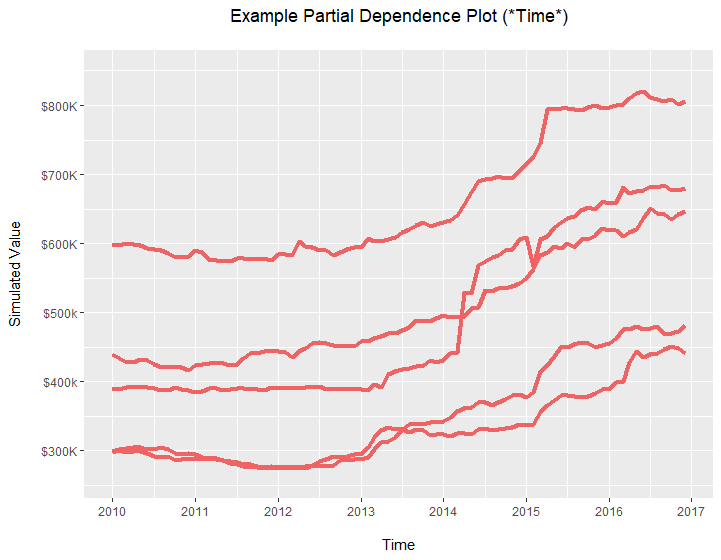 Example Partial Dependence Plot (*Time*)
$800K
$700K
$600K
$500k
$400k
$300K
Simulated Value
2010 2011 2012 2013 2014 2015 2016 2017
Time